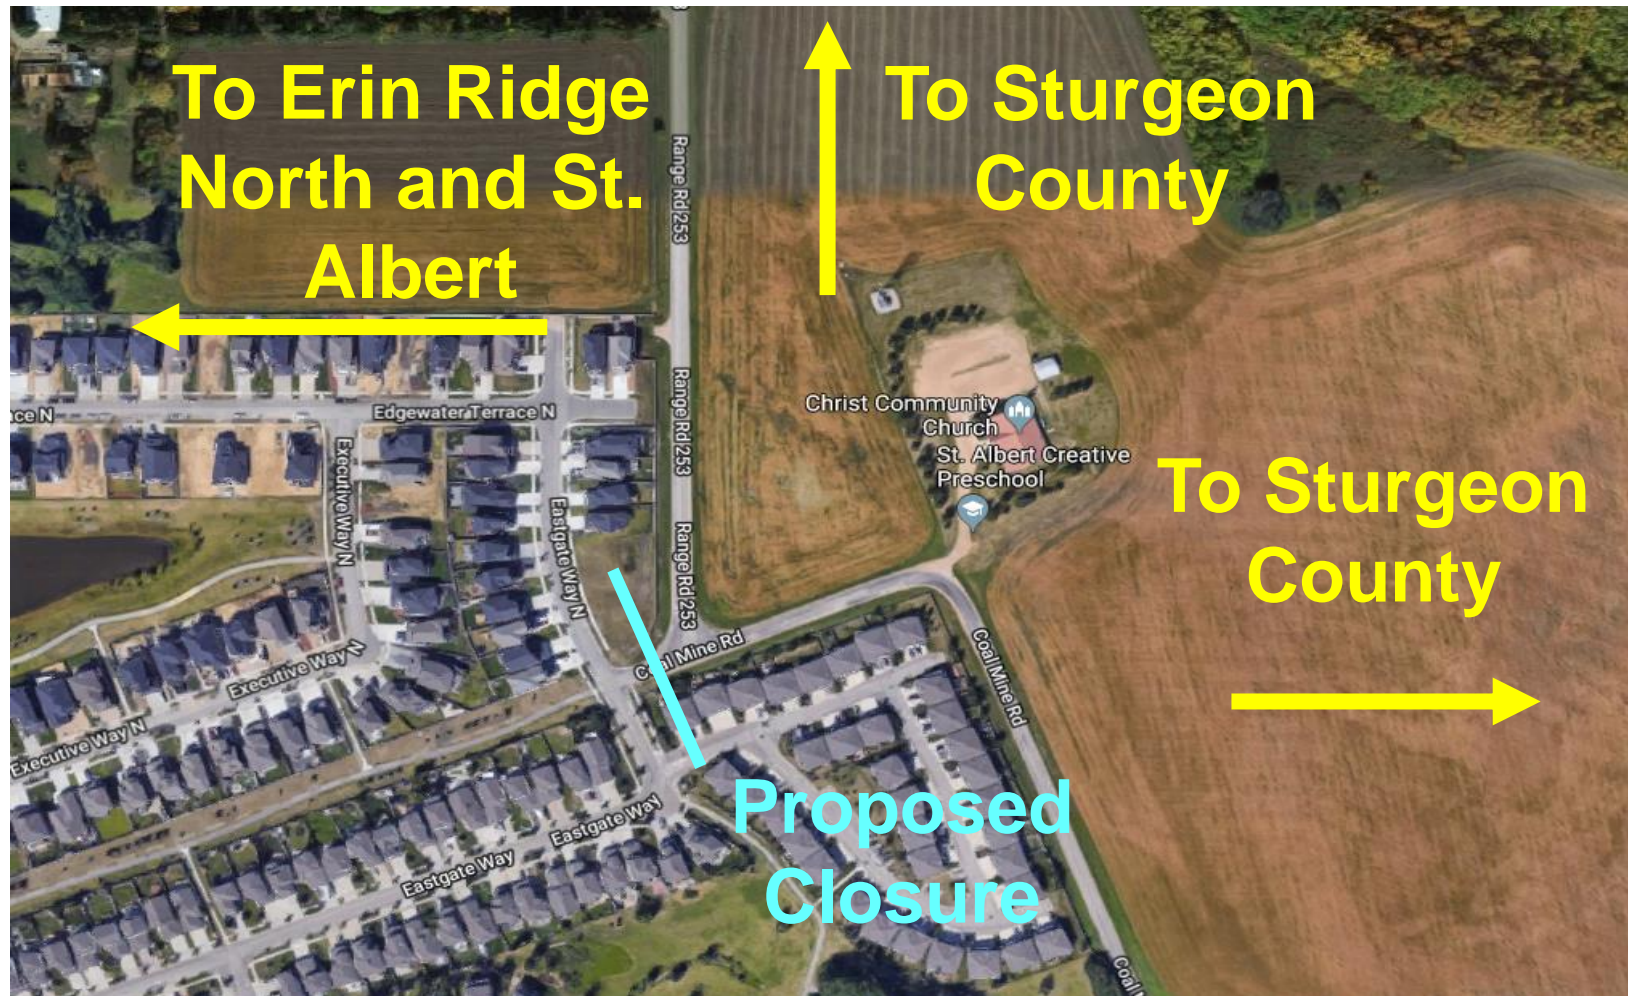 To Erin Ridge
North and St.
Albert
To Sturgeon
County
Range Rd 253
Range Rd 253
Range Rd 253
Christ Community
Church
St. Albert Creative
Preschool
Edgewater Terrace N
Executive Way N
Eastgate Way N
To Sturgeon
County
Coal Mine Rd
Coal Mine Rd
Executive Way N
Executive Way N
Proposed
Closure
Eastgate Way
Eastgate Way